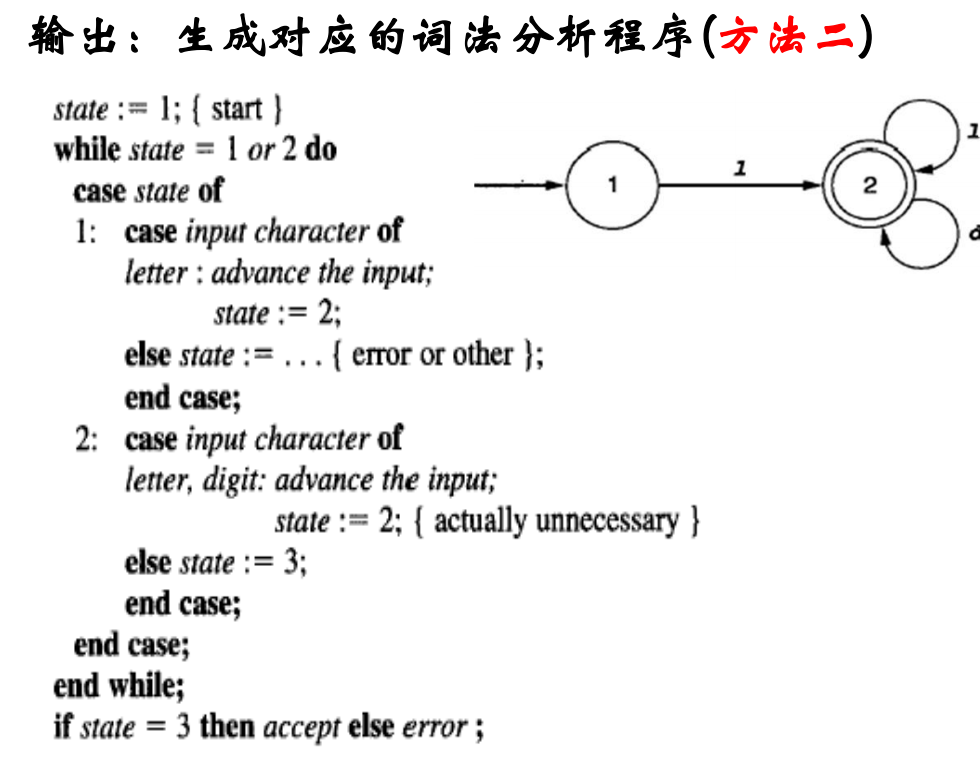 输出：生成对应的词法分析程序(方法二)
state := 1; { start }
while state = 1 or 2 do
case state of
1: case input character of
letter : advance the input;
state := 2;
else state := . . . { error or other };
end case;
2: case input character of
letter, digit: advance the input;
state := 2; { actually unnecessary }
else state := 3;
end case;
end case;
end while;
if state = 3 then accept else error ;
1
l
2
l